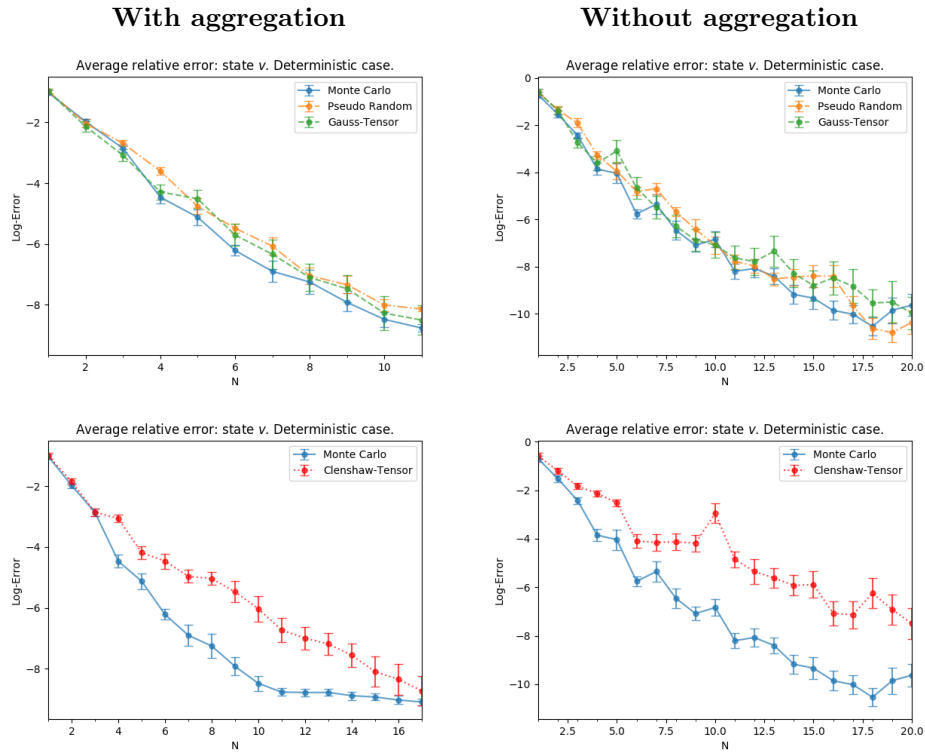 With aggregation
Without aggregation
Average relative error: state v. Deterministic case.
Monte Carlo
Pseudo Random
Gauss-Tensor
Log-Error
−2
−4
−6
−8
2
4
6
8
10
N
Average relative error: state v. Deterministic case.
Monte Carlo
Pseudo Random
Gauss-Tensor
Log-Error
0
−2
−4
−6
−8
−10
2.5
5.0
7.5
10.0
12.5
15.0
17.5
20.0
N
Average relative error: state v. Deterministic case.
Monte Carlo
Clenshaw-Tensor
Log-Error
−2
−4
−6
−8
2
4
6
8
10
12
14
16
N
Average relative error: state v. Deterministic case.
Monte Carlo
Clenshaw-Tensor
Log-Error
0
−2
−4
−6
−8
−10
2.5
5.0
7.5
10.0
12.5
15.0
17.5
20.0
N